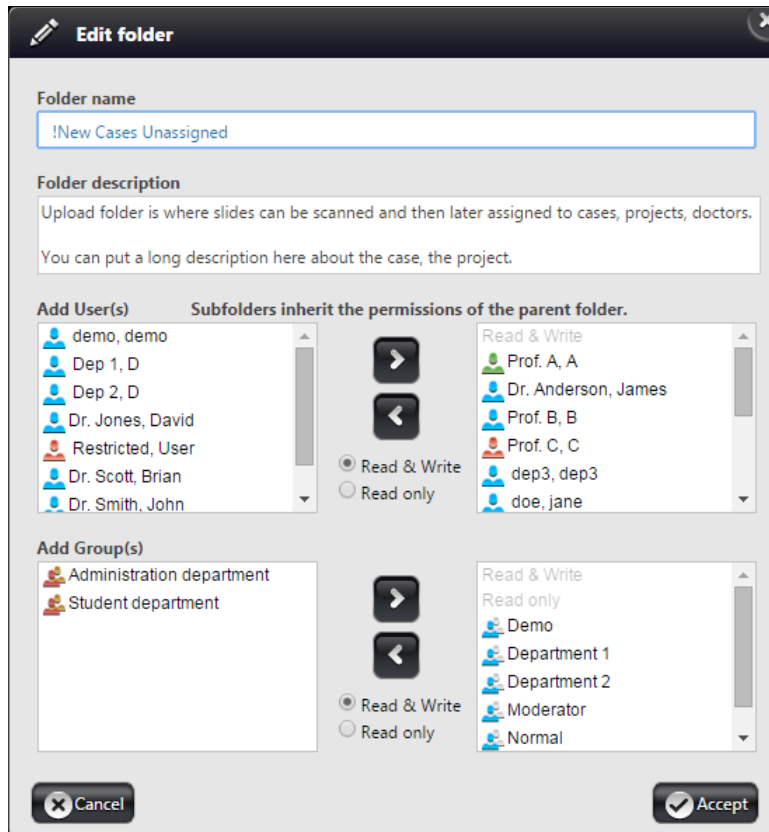 Edit folder
Folder name
!New Cases Unassigned
Folder description
Upload folder is where slides can be scanned and then later assigned to cases, projects, doctors.
You can put a long description here about the case, the project.
Add User(s) Subfolders inherit the permissions of the parent folder.
demo, demo
Dep 1, D
Dep 2, D
Dr. Jones, David
Restricted, User
Dr. Scott, Brian
Dr. Smith, John
Read & Write
Read only
Read & Write
Prof. A, A
Dr. Anderson, James
Prof. B, B
Prof. C, C
dep3, dep3
doe, jane
Add Group(s)
Administration department
Student department
Read & Write
Read only
Read & Write
Read only
Demo
Department 1
Department 2
Moderator
Normal
Cancel
Accept